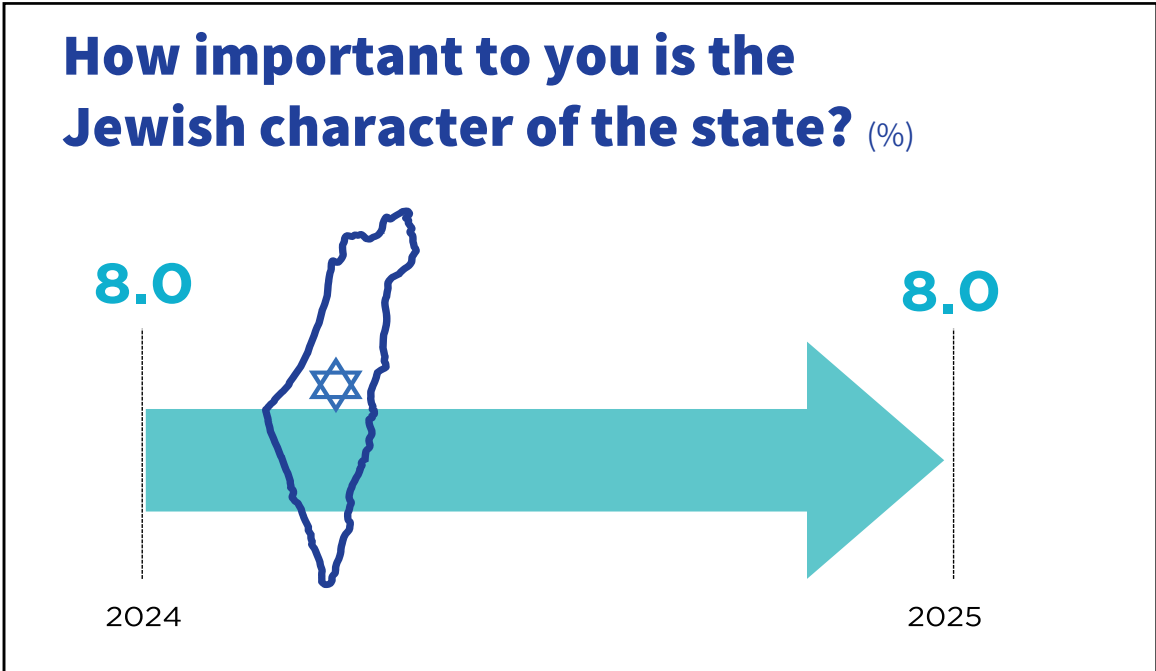 How important to you is the
Jewish character of the state? (%)
8.0
8.0
2024
2025